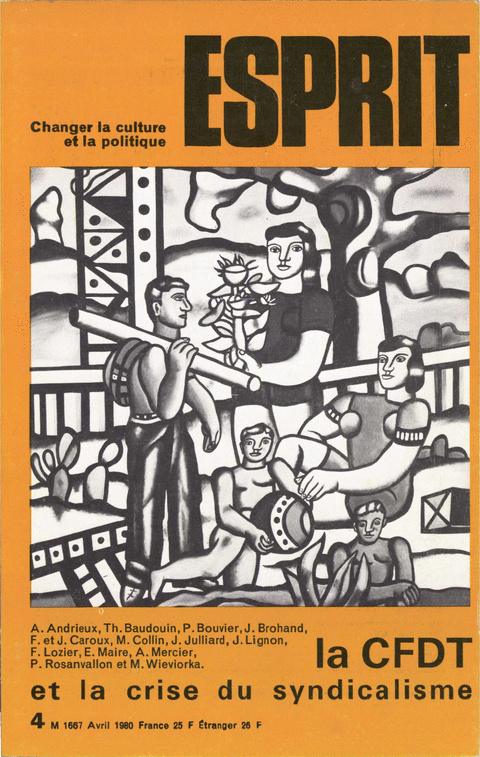 ESPRIT
Changer la culture
et la politique
A. Andrieux, Th. Baudouin, P. Bouvier, J. Brohand,
F. et J. Caroux, M. Collin, J. Julliard, J. Lignon,
F. Lozier, E. Maire, A. Mercier,
P. Rosanvallon et M. Wieviorka.
la CFDT
et la crise du syndicalisme
4 M 1667 Avril 1980 France 25 F Étranger 26 F